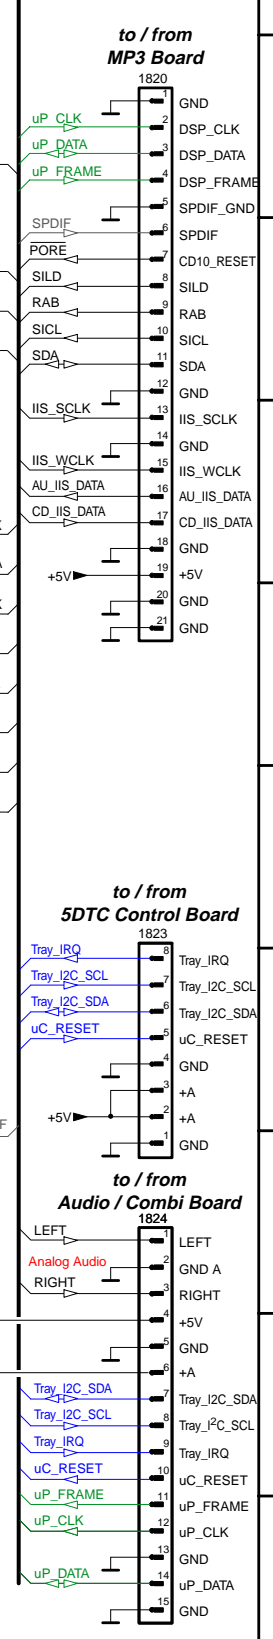 to / from
MP3 Board
1820
1 GND
uP_CLK 2 DSP_CLK
uP_DATA 3 DSP_DATA
uP_FRAME 4 DSP_FRAME
5 SPDIF_GND
SPDIF 6 SPDIF
PORE 7 CD10_RESET
SILD 8 SILD
RAB 9 RAB
SICL 10 SICL
SDA 11 SDA
12 GND
IIS_SCLK 13 IIS_SCLK
14 GND
IIS_WCLK 15 IIS_WCLK
AU_IIS_DATA 16 AU_IIS_DATA
CD_IIS_DATA 17 CD_IIS_DATA
18 GND
+5V 19 +5V
20 GND
21 GND
to / from
5DTC Control Board
1823
Tray_IRQ 8 Tray_IRQ
Tray_I2C_SCL 7 Tray_I2C_SCL
Tray_I2C_SDA 6 Tray_I2C_SDA
uC_RESET 5 uC_RESET
4 GND
3 +A
+5V 2 +A
1 GND
to / from
Audio / Combi Board
1824
LEFT 1 LEFT
Analog Audio 2 GND A
RIGHT 3 RIGHT
4 +5V
5 GND
6 +A
Tray_I2C_SDA 7 Tray_I2C_SDA
Tray_I2C_SCL 8 Tray_I²C_SCL
Tray_IRQ 9 Tray_IRQ
uC_RESET 10 uC_RESET
uP_FRAME 11 uP_FRAME
uP_CLK 12 uP_CLK
13 GND
uP_DATA 14 uP_DATA
15 GND